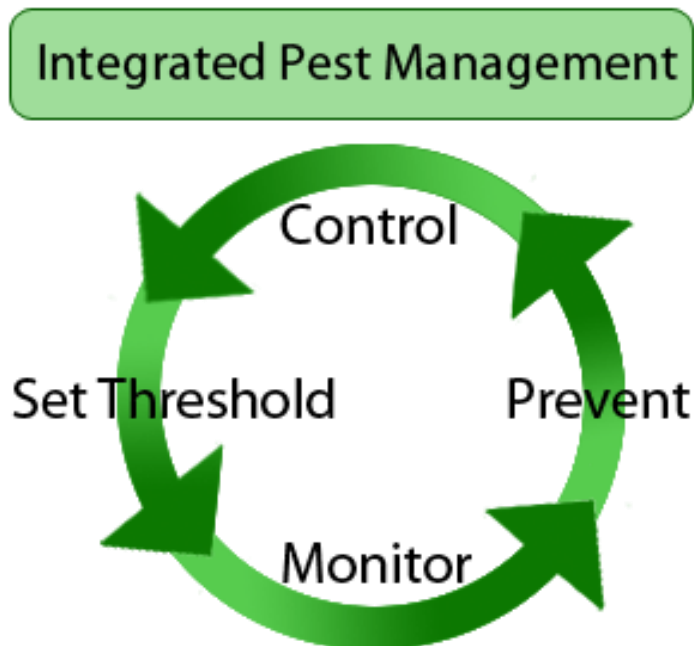 Integrated Pest Management
Control
Set Threshold
Prevent
Monitor